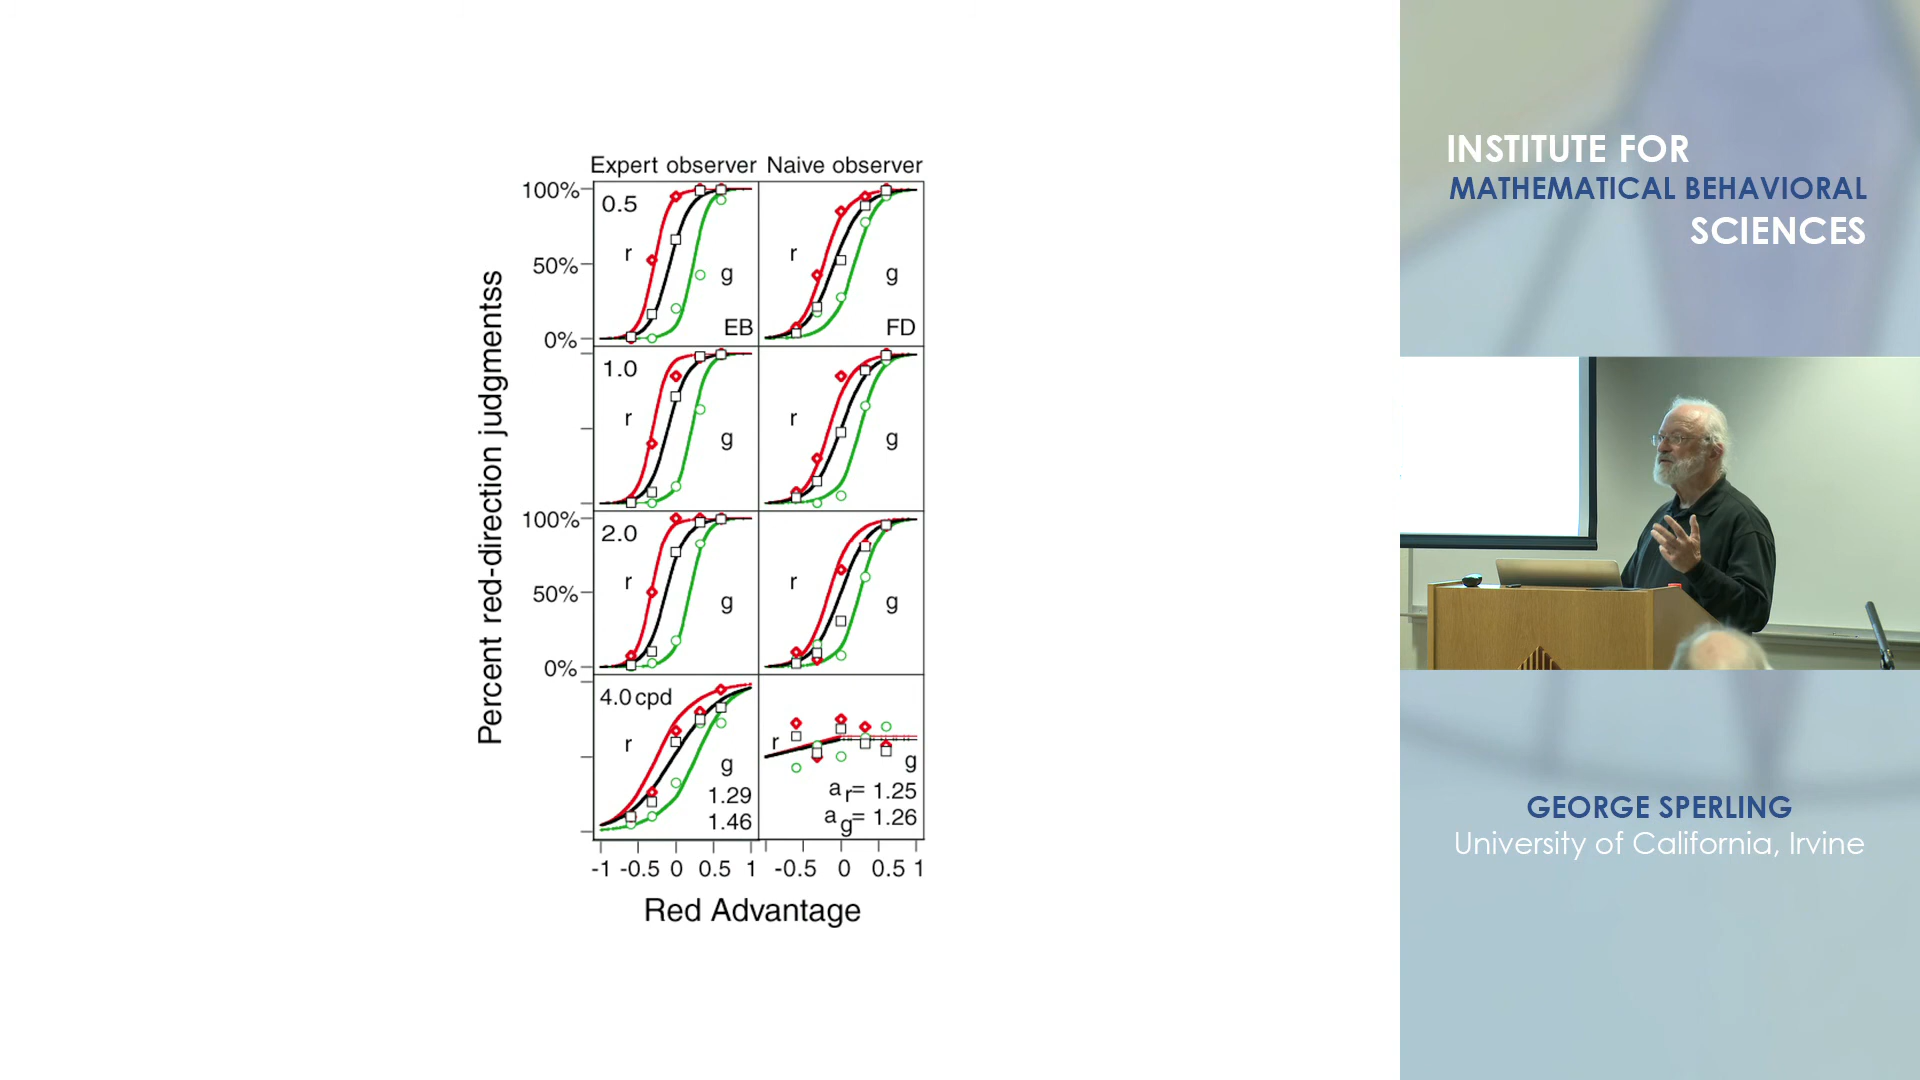 Expert observer Naive observer
100%
0.5
r
r
50%
g
g
EB
FD
0%
1.0
r
r
g
g
100%
2.0
r
r
50%
g
g
0%
4.0 cpd
r
r
g
g
1.29
a r= 1.25
1.46
a g= 1.26
-1 -0.5 0 0.5 1 -0.5 0 0.5 1
Red Advantage
Percent red-direction judgmentss
INSTITUTE FOR
MATHEMATICAL BEHAVIORAL
SCIENCES
GEORGE SPERLING
University of California, Irvine